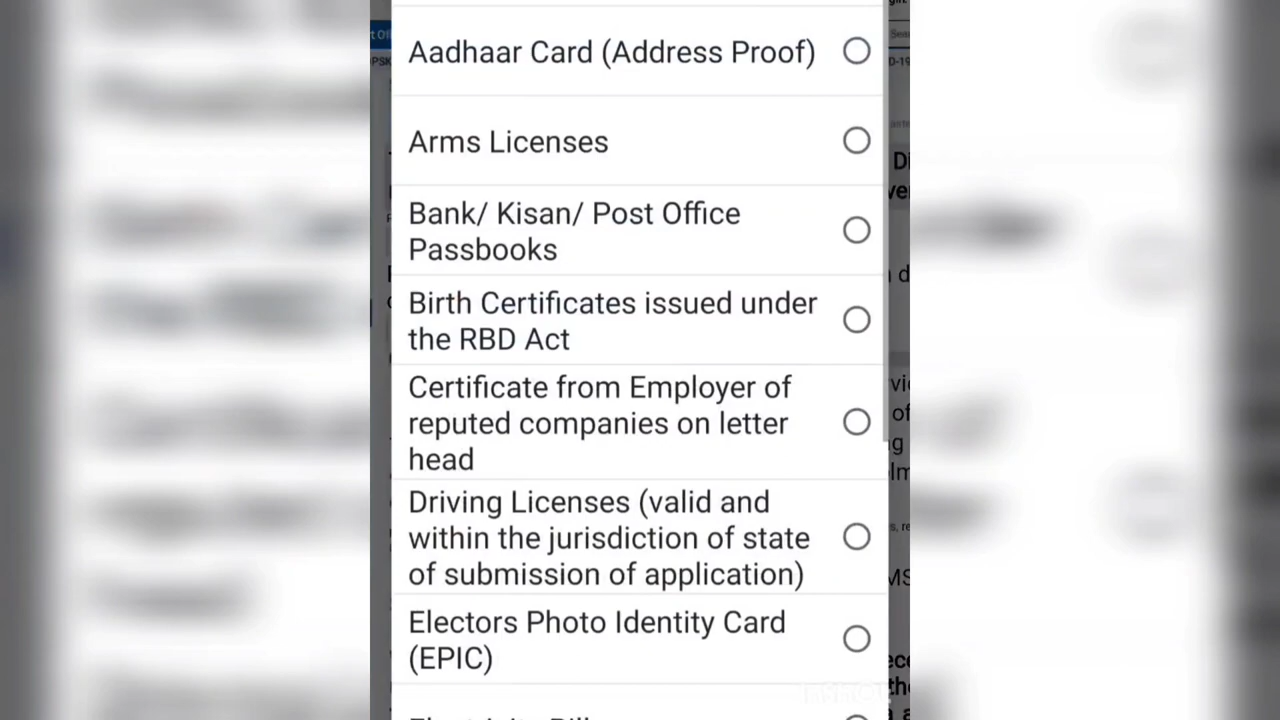 Aadhaar Card (Address Proof)
Arms Licenses
Bank/ Kisan/ Post Office
Passbooks
Birth Certificates issued under
the RBD Act
Certificate from Employer of
reputed companies on letter
head
Driving Licenses (valid and
within the jurisdiction of state
of submission of application)
Electors Photo Identity Card
(EPIC)